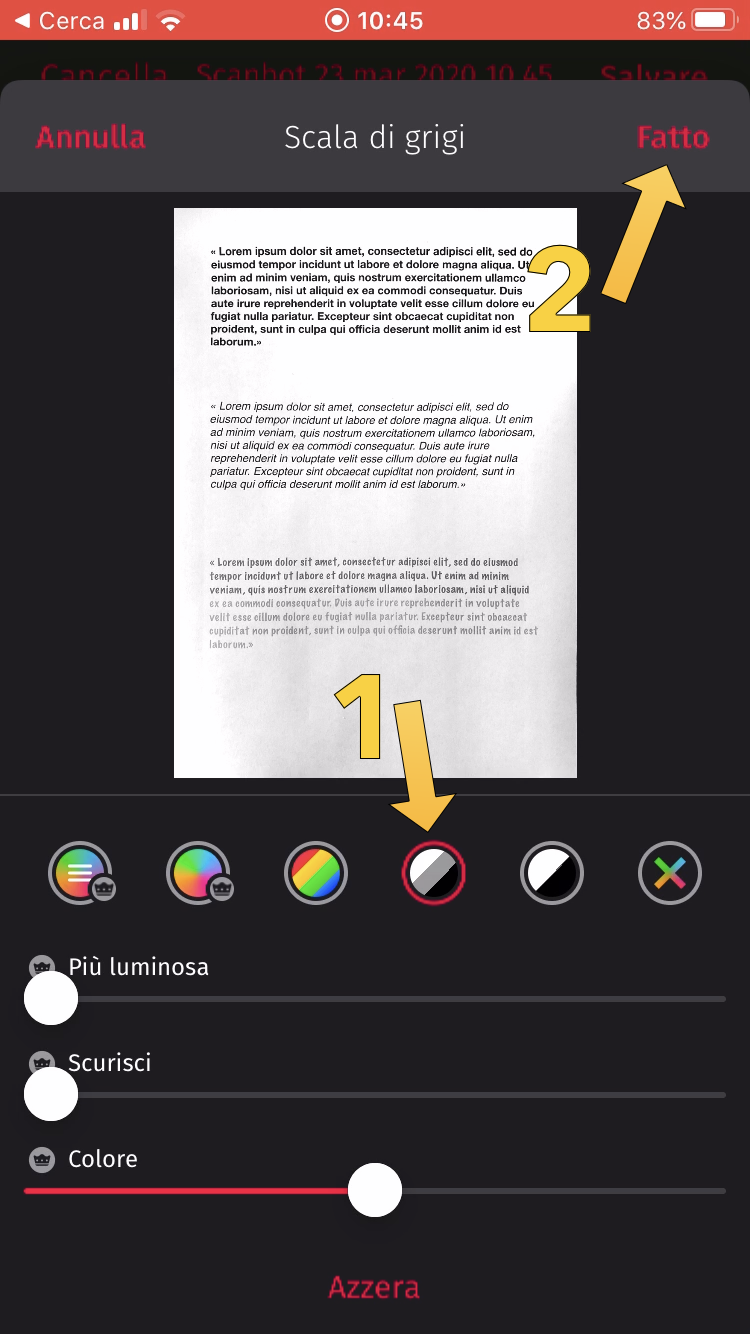 Cerca 10:45 83%
Cancella Scanbot 23 mar 2020 10.45 Salvare
Annulla Scala di grigi Fatto
« Lorem ipsum dolor sit amet, consectetur adipisci elit, sed do
eiusmod tempor incidunt ut labore et dolore magna aliqua. Ut
enim ad minim veniam, quis nostrum exercitationem ullamco
laboriosam, nisi ut aliquid ex ea commodi consequatur. Duis
aute irure reprehenderit in voluptate velit esse cillum dolore eu
fugiat nulla pariatur. Excepteur sint obcaecat cupiditat non
proident, sunt in culpa qui officia deserunt mollit anim id est
laborum.»
2
« Lorem ipsum dolor sit amet, consectetur adipisci elit, sed do
eiusmod tempor incidunt ut labore et dolore magna aliqua. Ut enim
ad minim veniam, quis nostrum exercitationem ullamco laboriosam,
nisi ut aliquid ex ea commodi consequatur. Duis aute irure
reprehenderit in voluptate velit esse cillum dolore eu fugiat nulla
pariatur. Excepteur sint obcaecat cupiditat non proident, sunt in
culpa qui officia deserunt mollit anim id est laborum.»
« Lorem ipsum dolor sit amet, consectetur adipisci elit, sed do eiusmod
tempor incidunt ut labore et dolore magna aliqua. Ut enim ad minim
veniam, quis nostrum exercitationem ullamco laboriosam, nisi ut aliquid
ex ea commodi consequatur. Duis aute irure reprehenderit in voluptate
velit esse cillum dolore eu fugiat nulla pariatur. Excepteur sint obcaecat
cupiditat non proident, sunt in culpa qui officia deserunt mollit anim id est
laborum.»
1
Più luminosa
Scurisci
Colore
Azzera